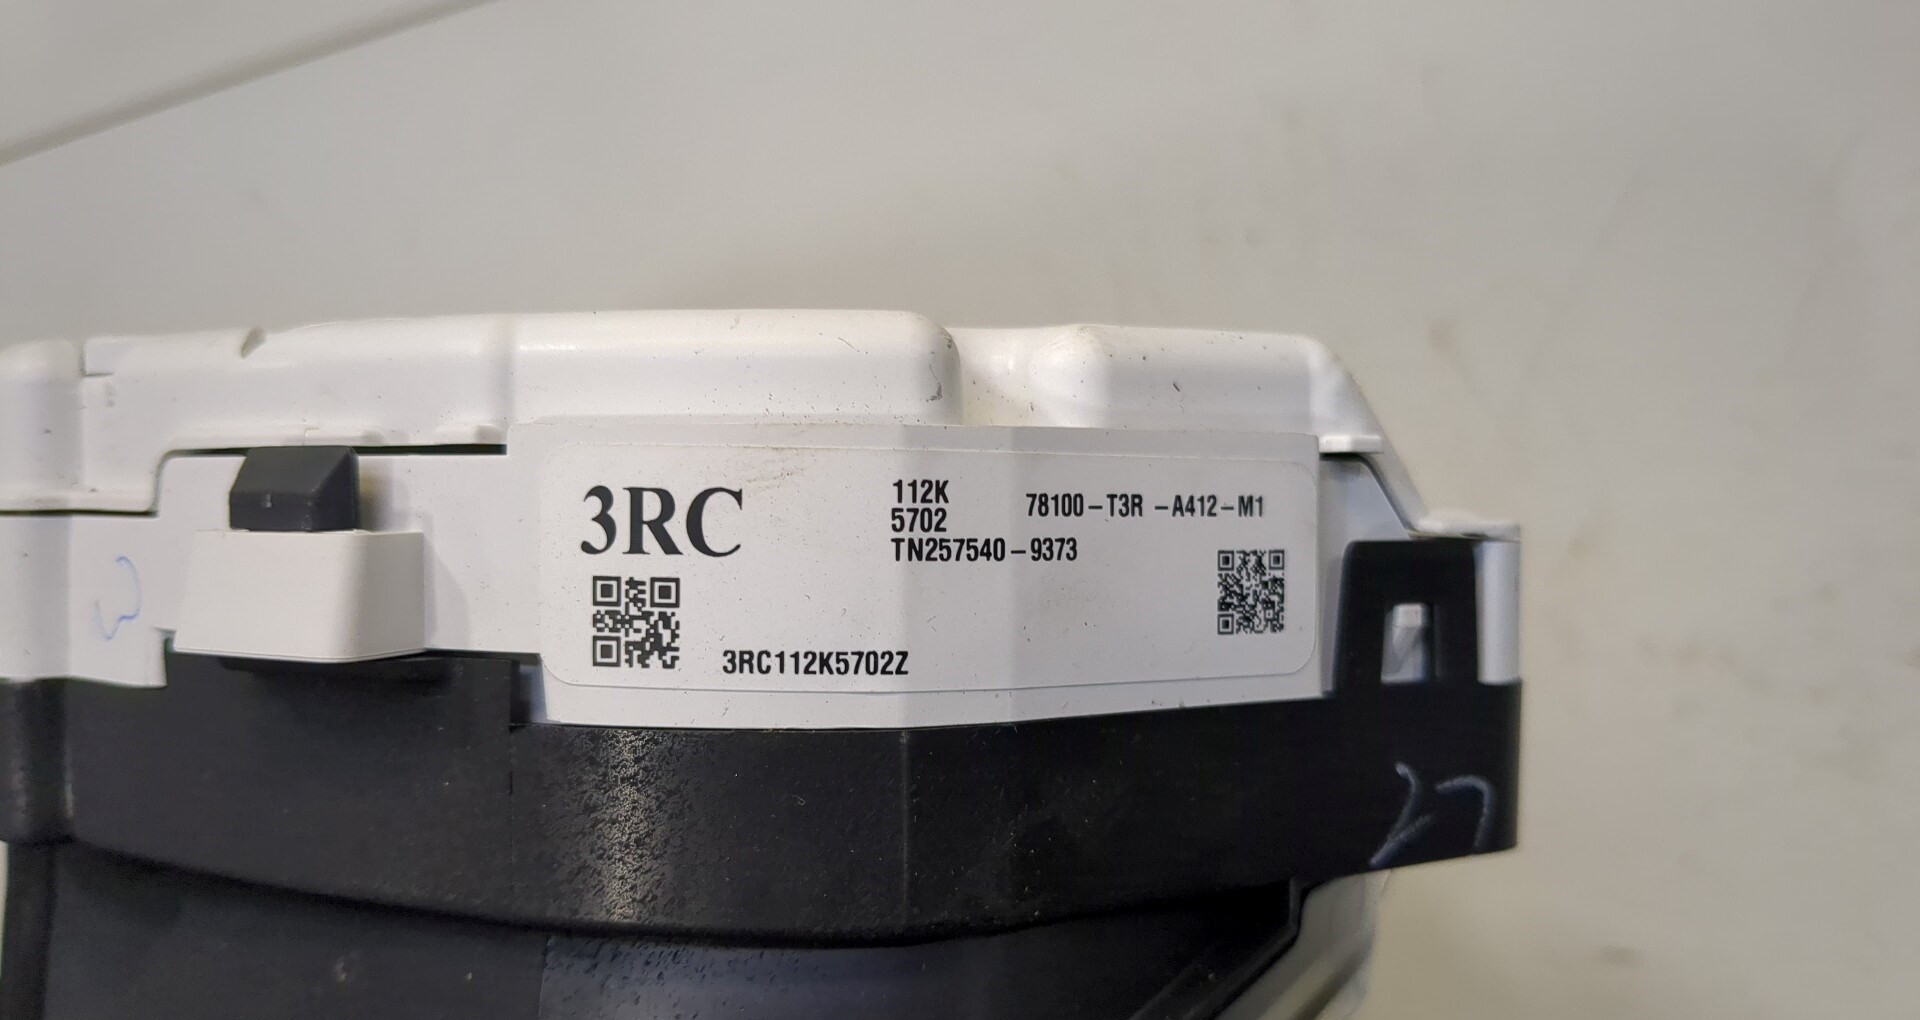 3RC
112K
5702
TN257540-9373
78100-T3R -A412-M1
3RC112K5702Z